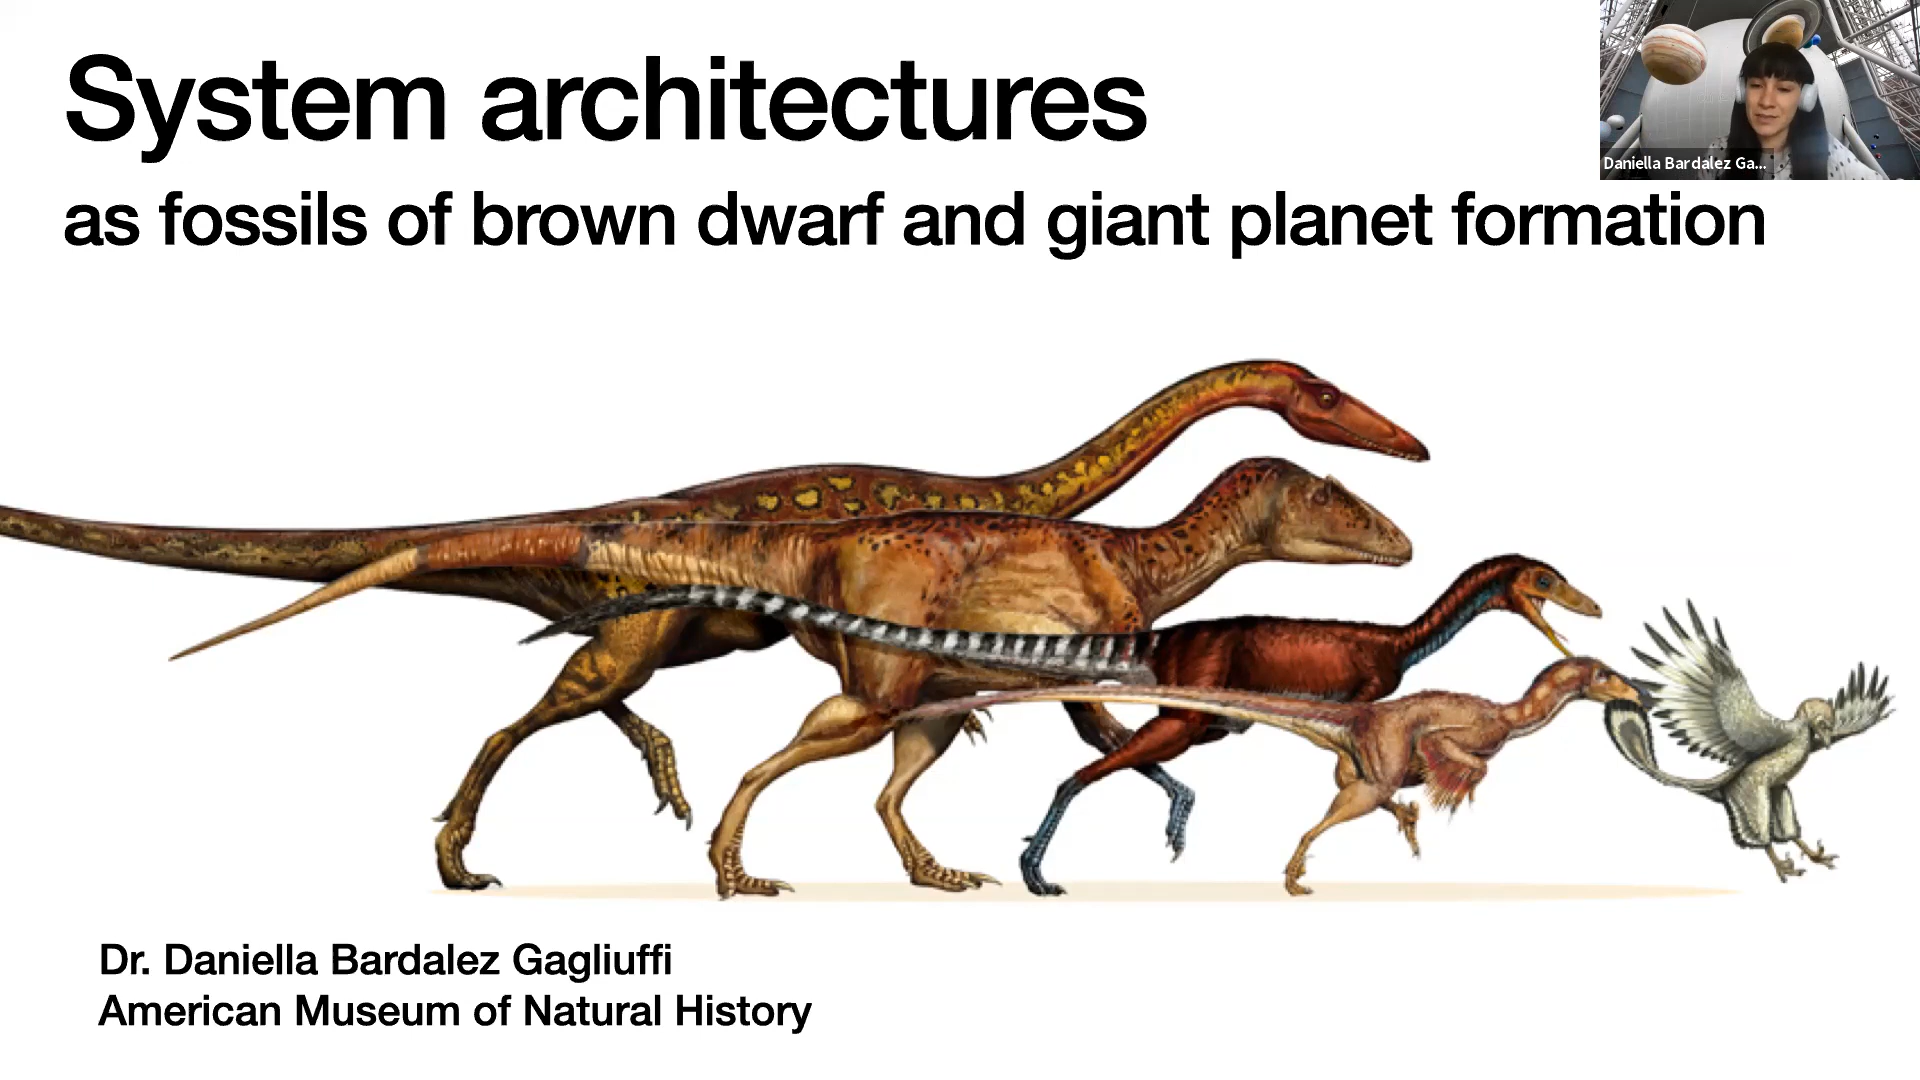 System architectures
as fossils of brown dwarf and giant planet formation
Daniella Bardalez Ga...
Dr. Daniella Bardalez Gagliuffi
American Museum of Natural History